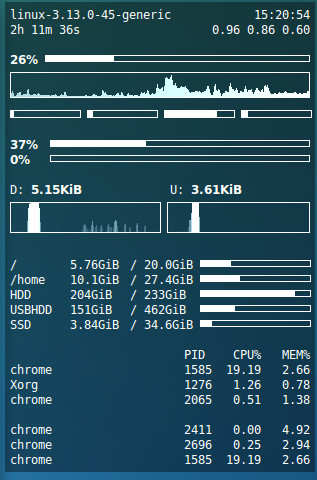 linux-3.13.0-45-generic 15:20:54
2h 11m 36s 0.96 0.86 0.60
26%
37%
0%
D: 5.15KiB U: 3.61KiB
/ 5.76GiB / 20.0GiB
/home 10.1GiB / 27.4GiB
HDD 204GiB / 233GiB
USBHDD 151GiB / 462GiB
SSD 3.84GiB / 34.6GiB
PID CPU% MEM%
chrome 1585 19.19 2.66
Xorg 1276 1.26 0.78
chrome 2065 0.51 1.38
chrome 2411 0.00 4.92
chrome 2696 0.25 2.94
chrome 1585 19.19 2.66